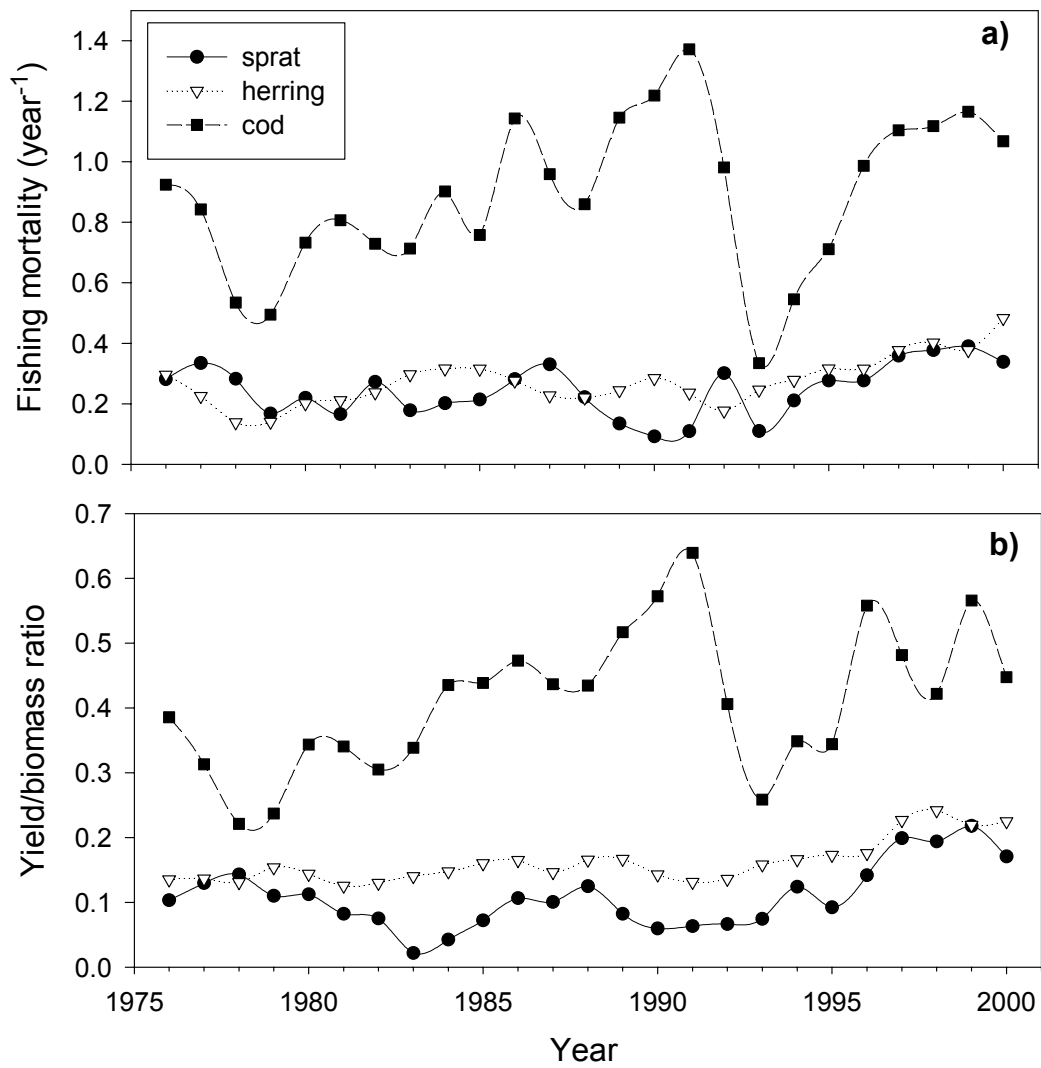 a)
sprat
herring
cod
Fishing mortality (year⁻¹)
1.4
1.2
1.0
0.8
0.6
0.4
0.2
0.0
b)
Yield/biomass ratio
0.7
0.6
0.5
0.4
0.3
0.2
0.1
0.0
1975 1980 1985 1990 1995 2000
Year